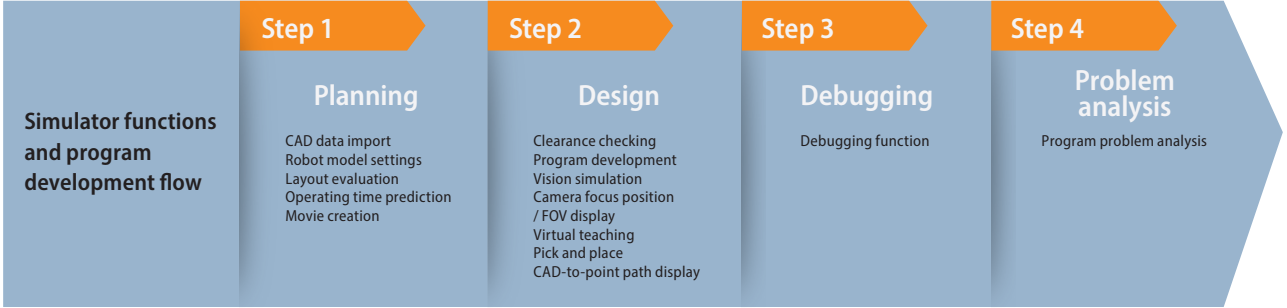 Simulator functions
and program
development flow
Step 1
Planning
CAD data import
Robot model settings
Layout evaluation
Operating time prediction
Movie creation
Step 2
Design
Clearance checking
Program development
Vision simulation
Camera focus position
/ FOV display
Virtual teaching
Pick and place
CAD-to-point path display
Step 3
Debugging
Debugging function
Step 4
Problem
analysis
Program problem analysis